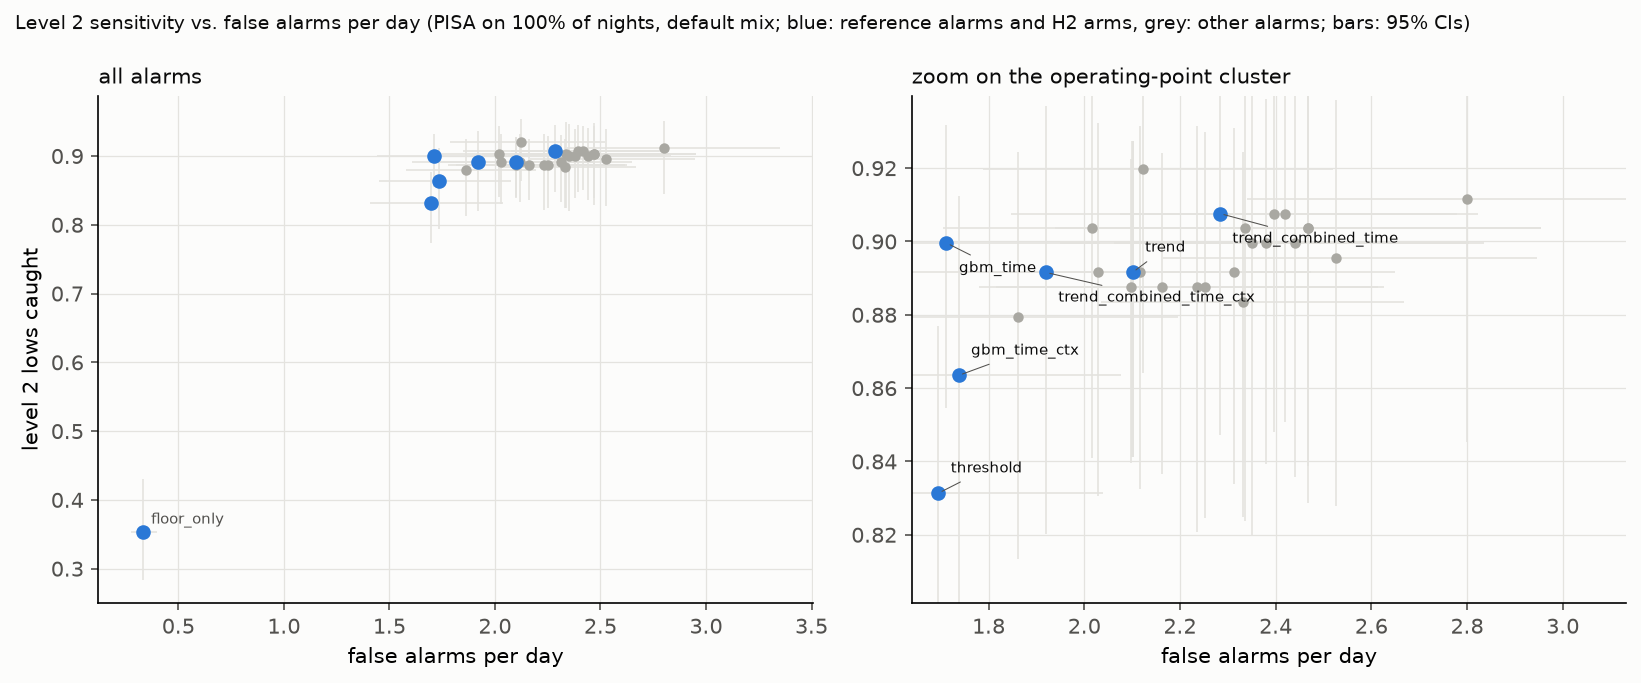 Level 2 sensitivity vs. false alarms per day (PISA on 100% of nights, default mix; blue: reference alarms and H2 arms, grey: other alarms; bars: 95% CIs)
all alarms
level 2 lows caught
0.9
0.8
0.7
0.6
0.5
0.4
0.3
floor_only
0.5
1.0
1.5
2.0
2.5
3.0
3.5
false alarms per day
zoom on the operating-point cluster
0.92
0.90
0.88
0.86
0.84
0.82
trend_combined_time
trend
gbm_time
trend_combined_time_ctx
gbm_time_ctx
threshold
1.8
2.0
2.2
2.4
2.6
2.8
3.0
false alarms per day